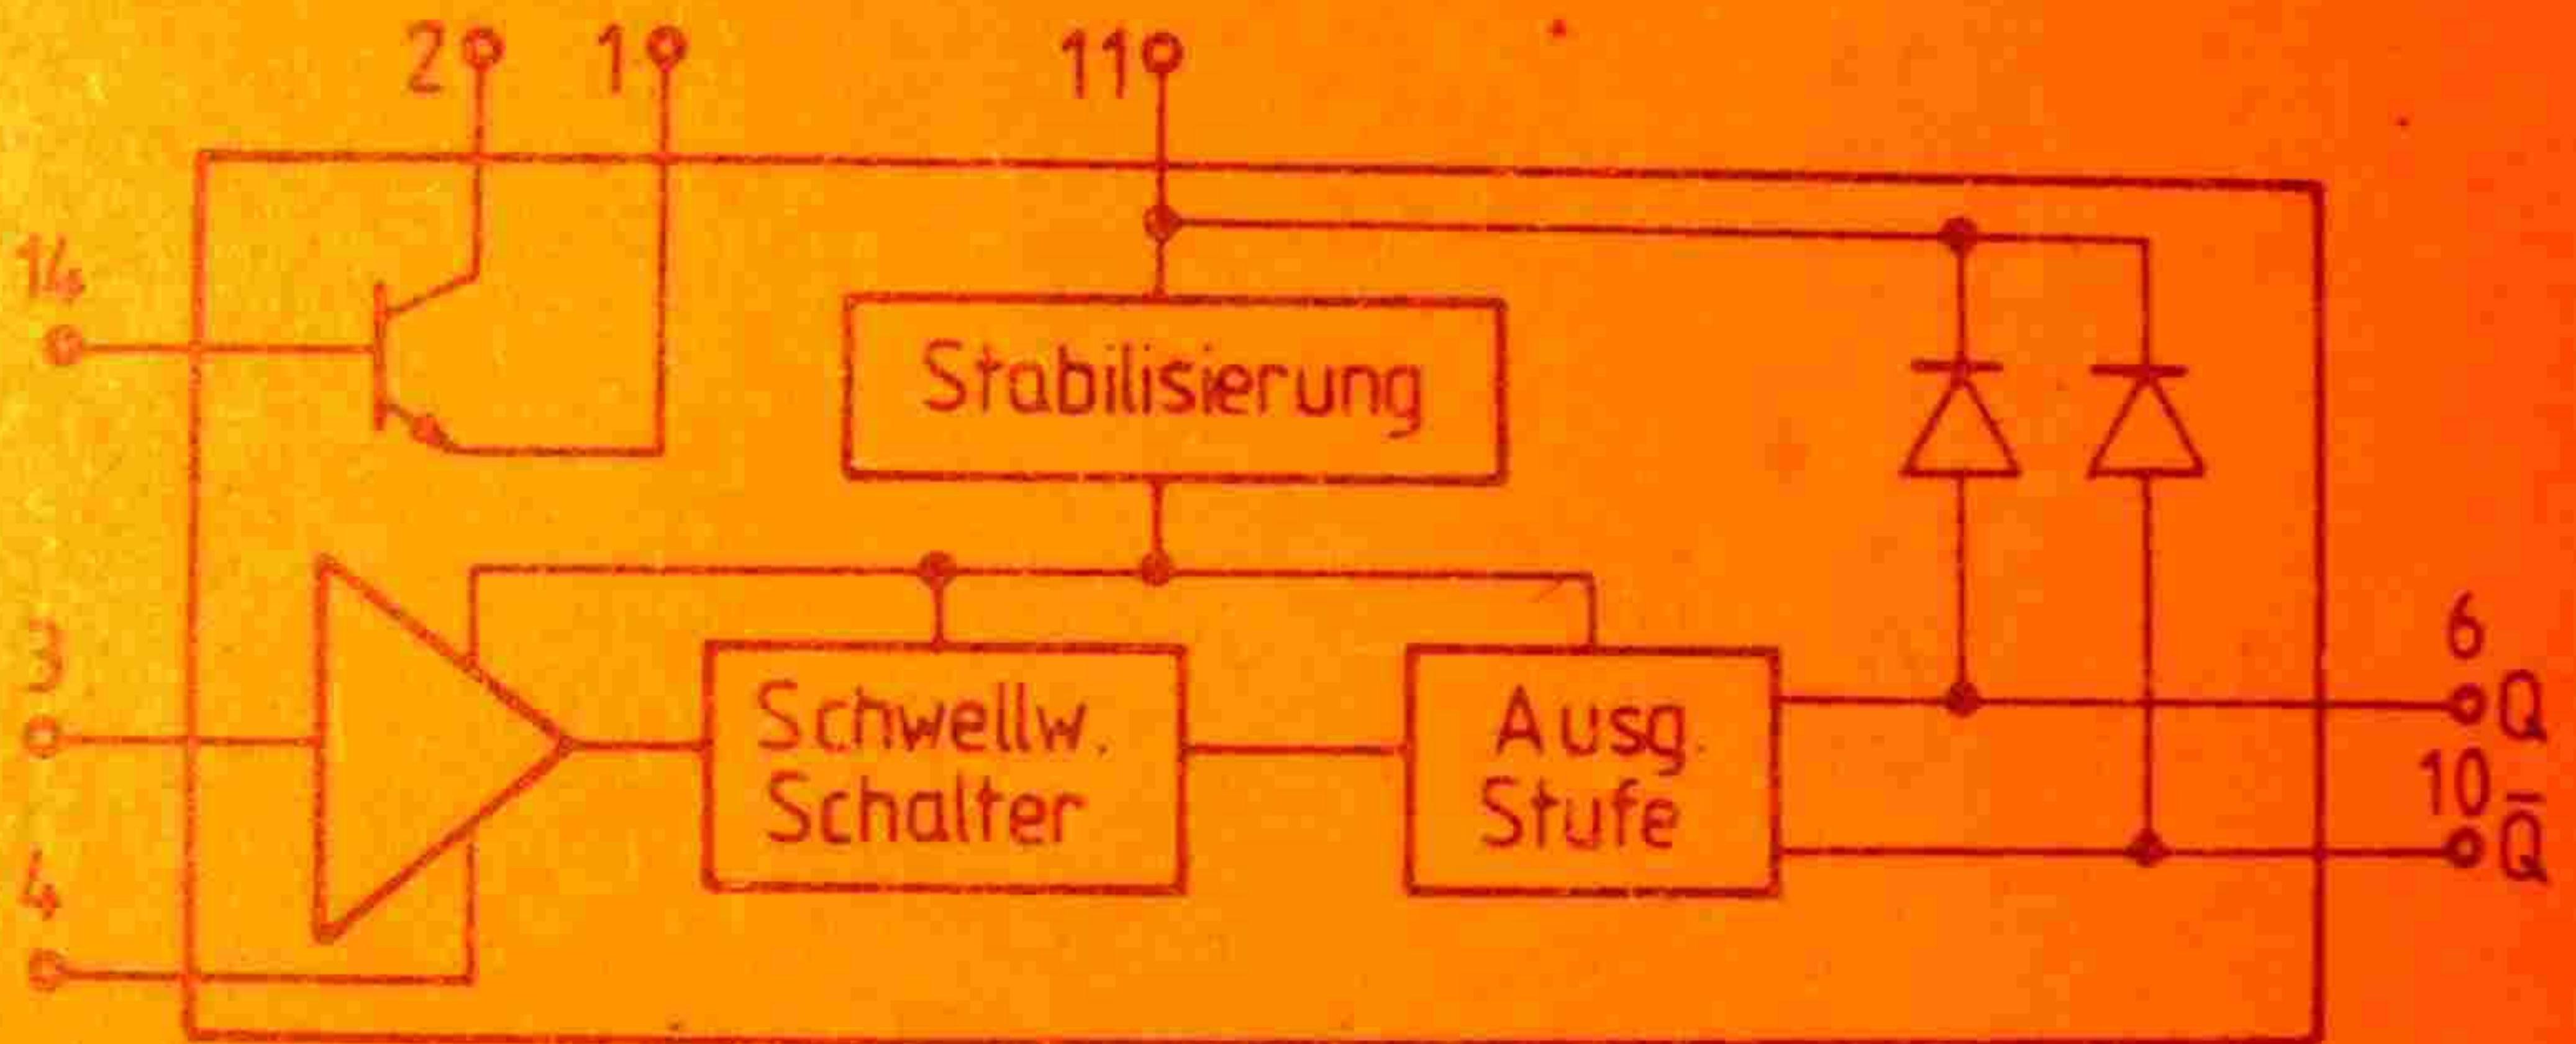 2
1
11
14
Stabilisierung
3
Schwellw.
Schalter
Ausg.
Stufe
6
Q
10
Q̅
4